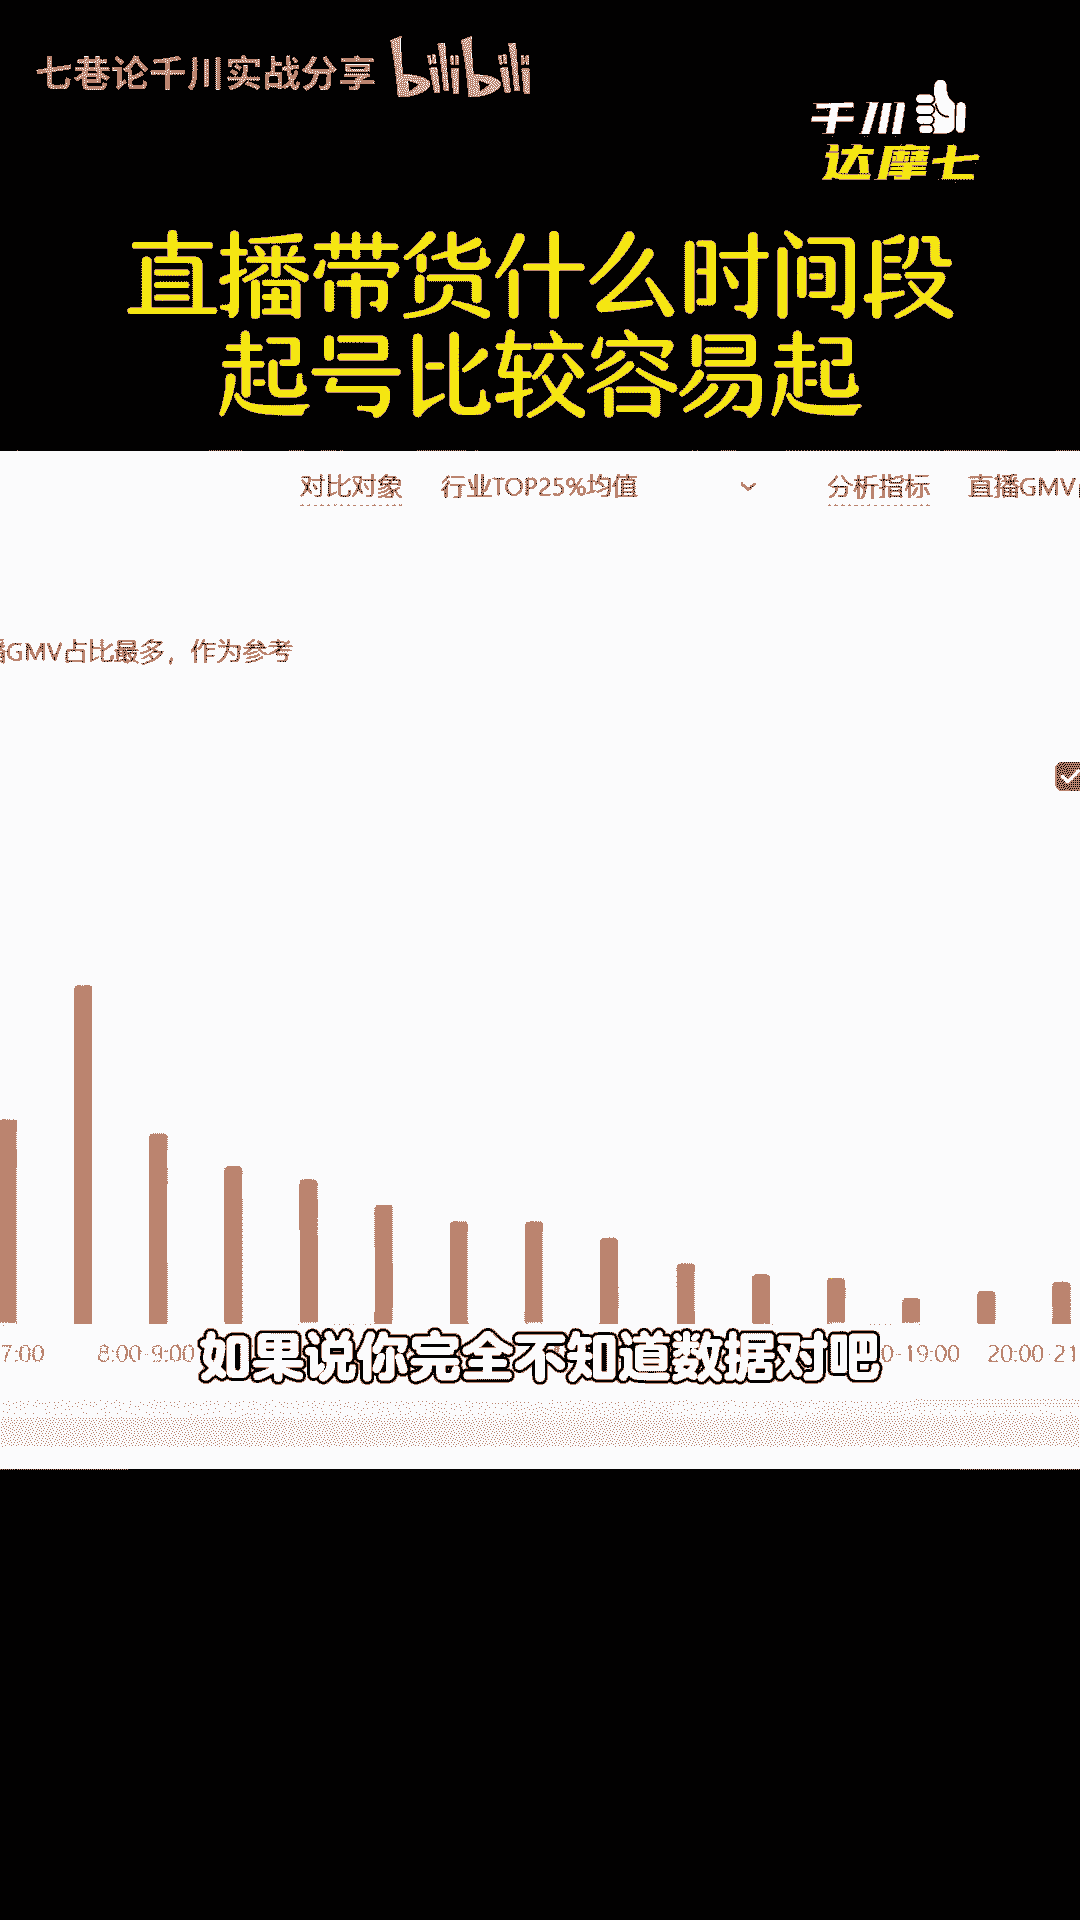 七巷论千川实战分享 bilibili
千川
达摩七
直播带货什么时间段
起号比较容易起
对比对象 行业TOP25%均值 分析指标 直播GMV
播GMV占比最多，作为参考
7:00 8:00-9:00 0-19:00 20:00-21
如果说你完全不知道数据对吧